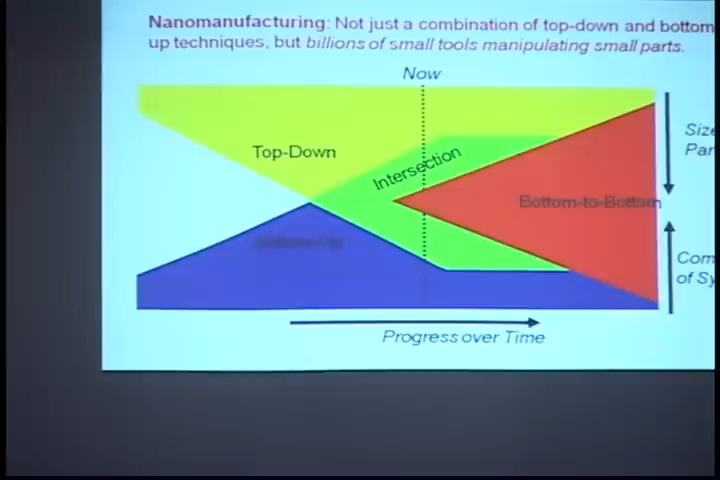 Nanomanufacturing: Not just a combination of top-down and bottom
up techniques, but billions of small tools manipulating small parts.
Now
Top-Down
Intersection
Bottom-to-Bottom
Bottom-Up
Size
Par
Com
of Sy
Progress over Time